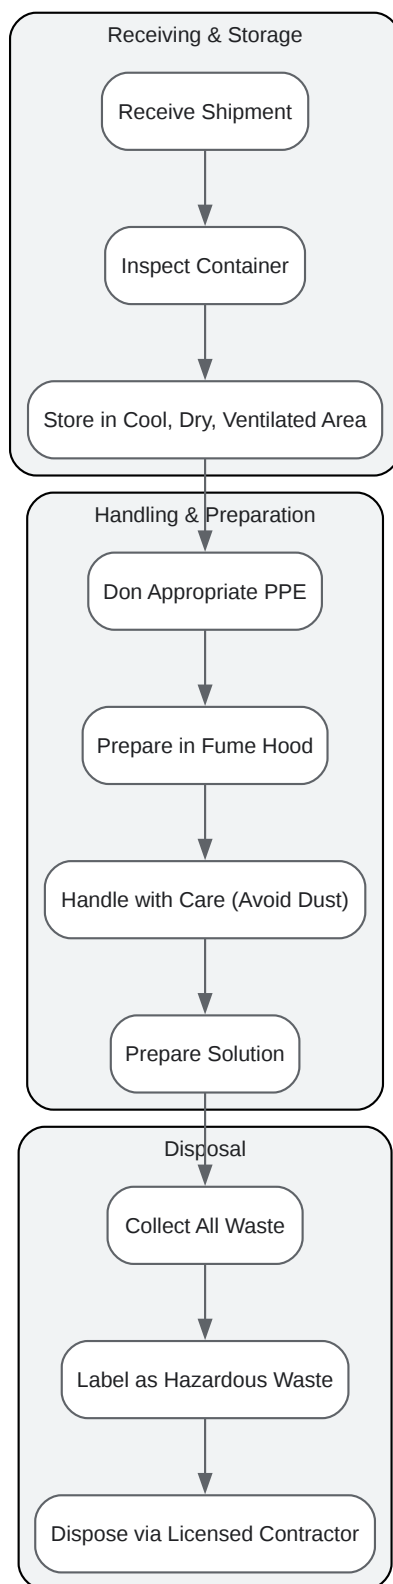 Receiving & Storage
Receive Shipment
Inspect Container
Store in Cool, Dry, Ventilated Area
Handling & Preparation
Don Appropriate PPE
Prepare in Fume Hood
Handle with Care (Avoid Dust)
Prepare Solution
Disposal
Collect All Waste
Label as Hazardous Waste
Dispose via Licensed Contractor